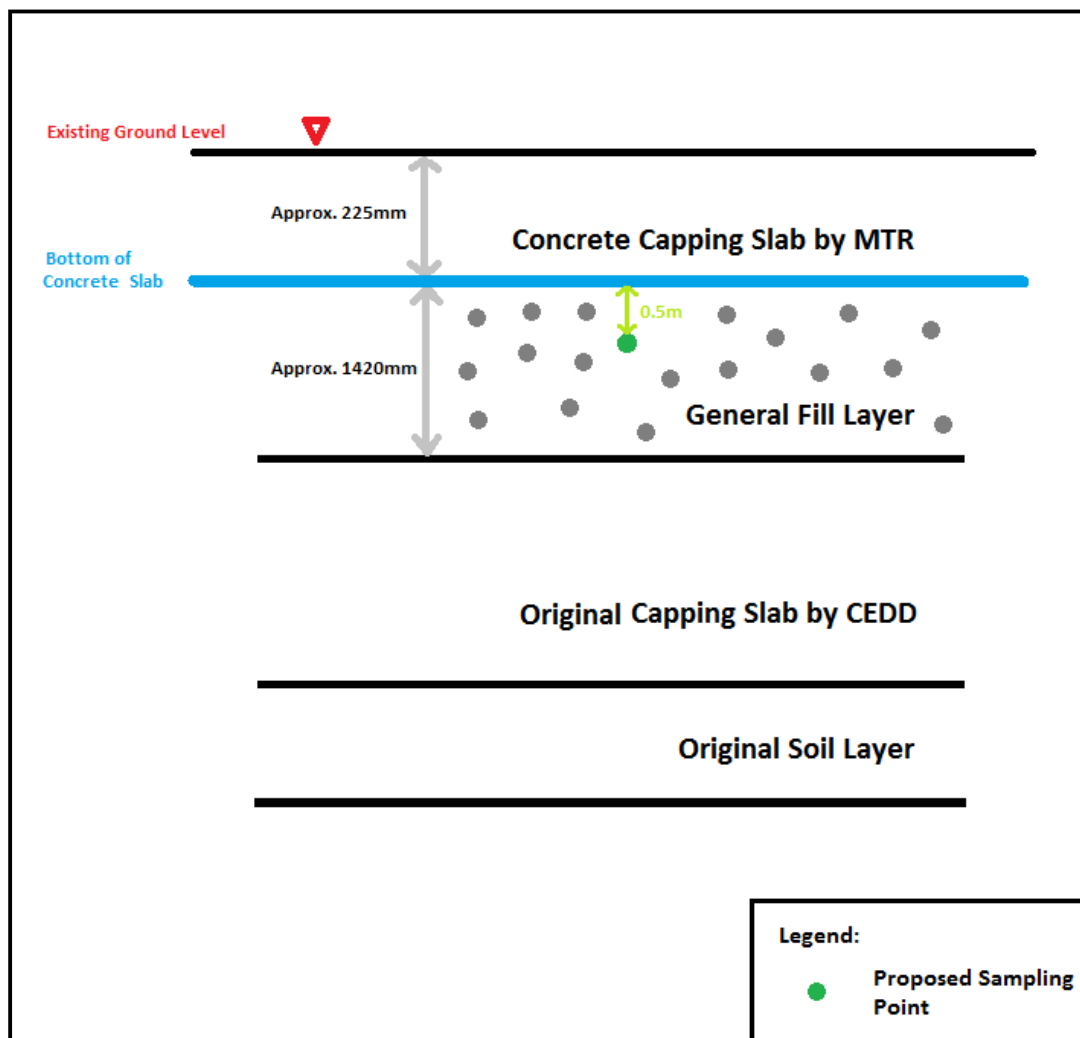 Existing Ground Level
Approx. 225mm
Concrete Capping Slab by MTR
Bottom of
Concrete Slab
0.5m
Approx. 1420mm
General Fill Layer
Original Capping Slab by CEDD
Original Soil Layer
Legend:
Proposed Sampling
Point